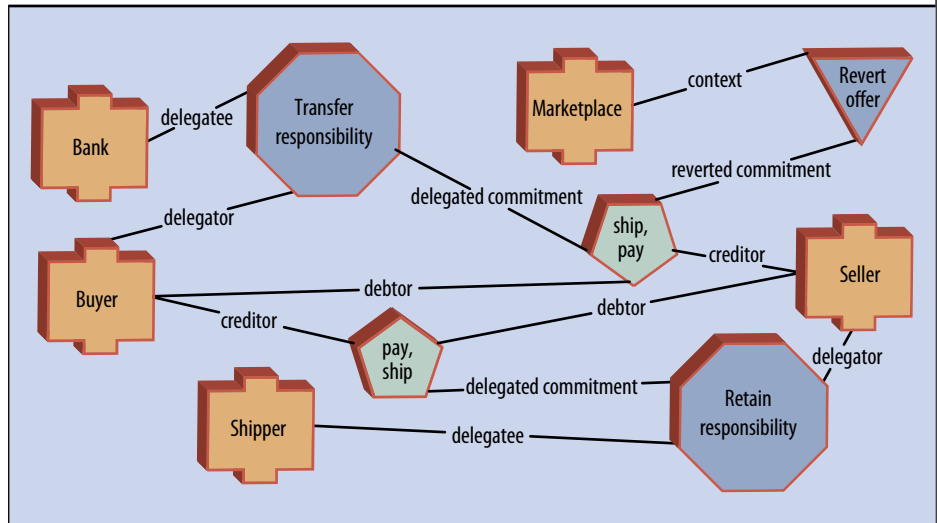 Bank
delegatee
Transfer
responsibility
Marketplace
context
Revert
offer
delegator
delegated commitment
reverted commitment
ship,
pay
creditor
Seller
Buyer
debtor
creditor
debtor
pay,
ship
delegator
delegated commitment
Retain
responsibility
Shipper
delegatee